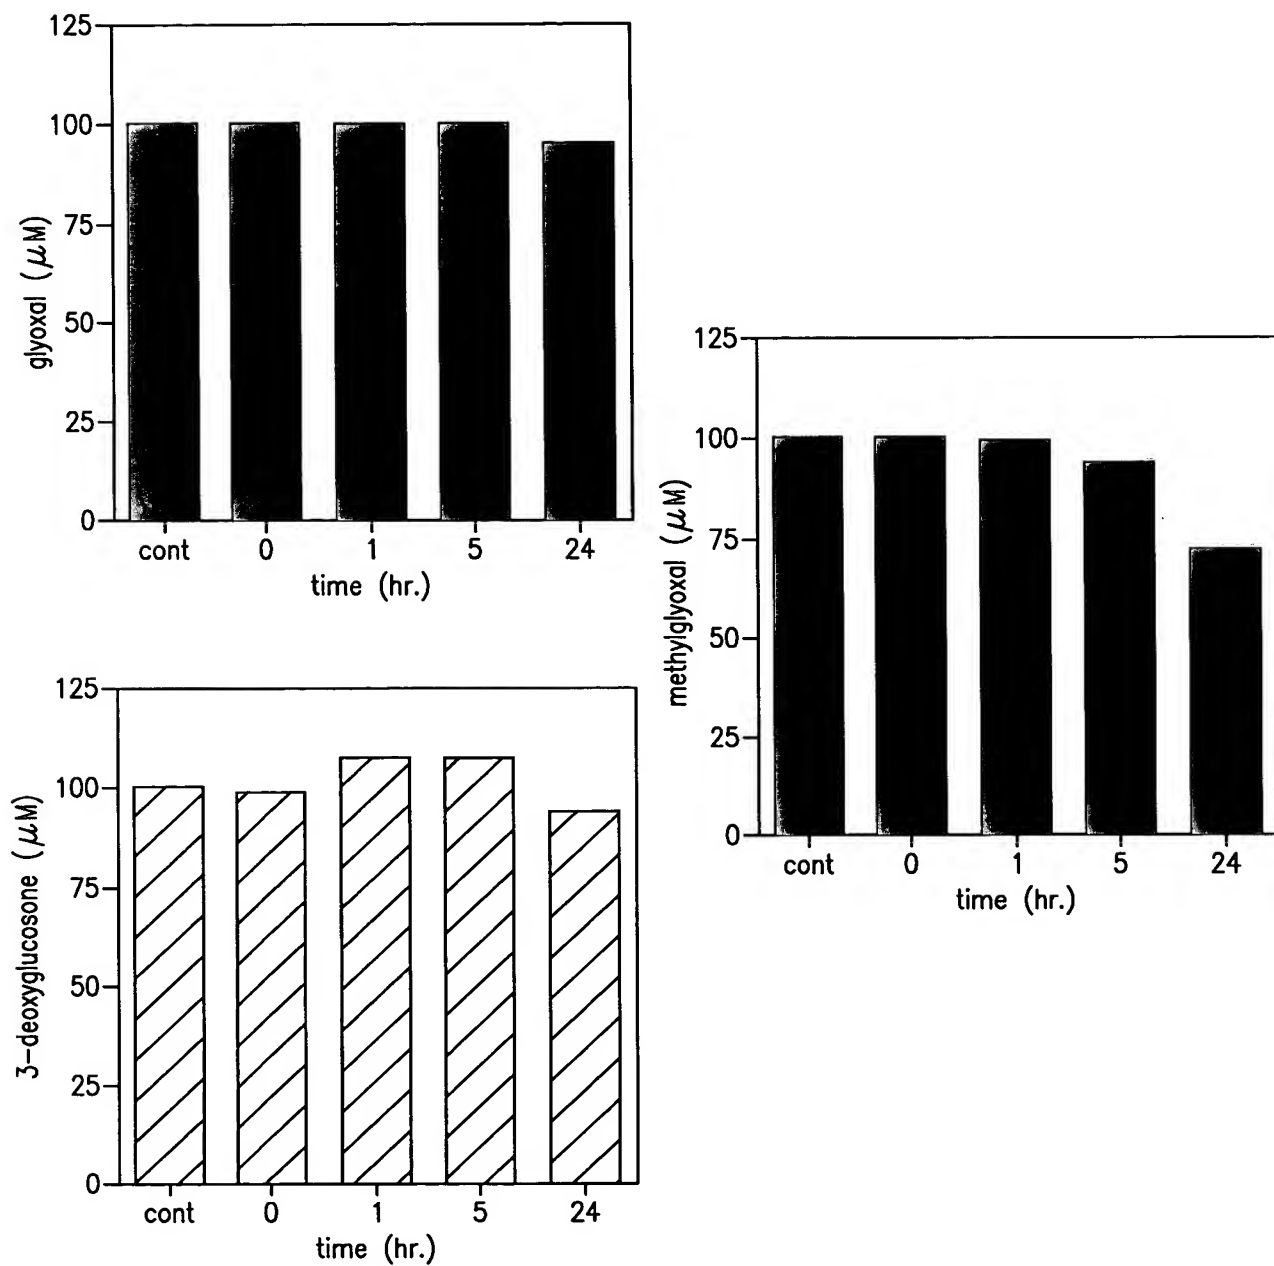 125
100
75
50
25
0
glyoxal (μM)
cont 0 1 5 24
time (hr.)
125
100
75
50
25
0
methylglyoxal (μM)
cont 0 1 5 24
time (hr.)
125
100
75
50
25
0
3-deoxyglucosone (μM)
cont 0 1 5 24
time (hr.)